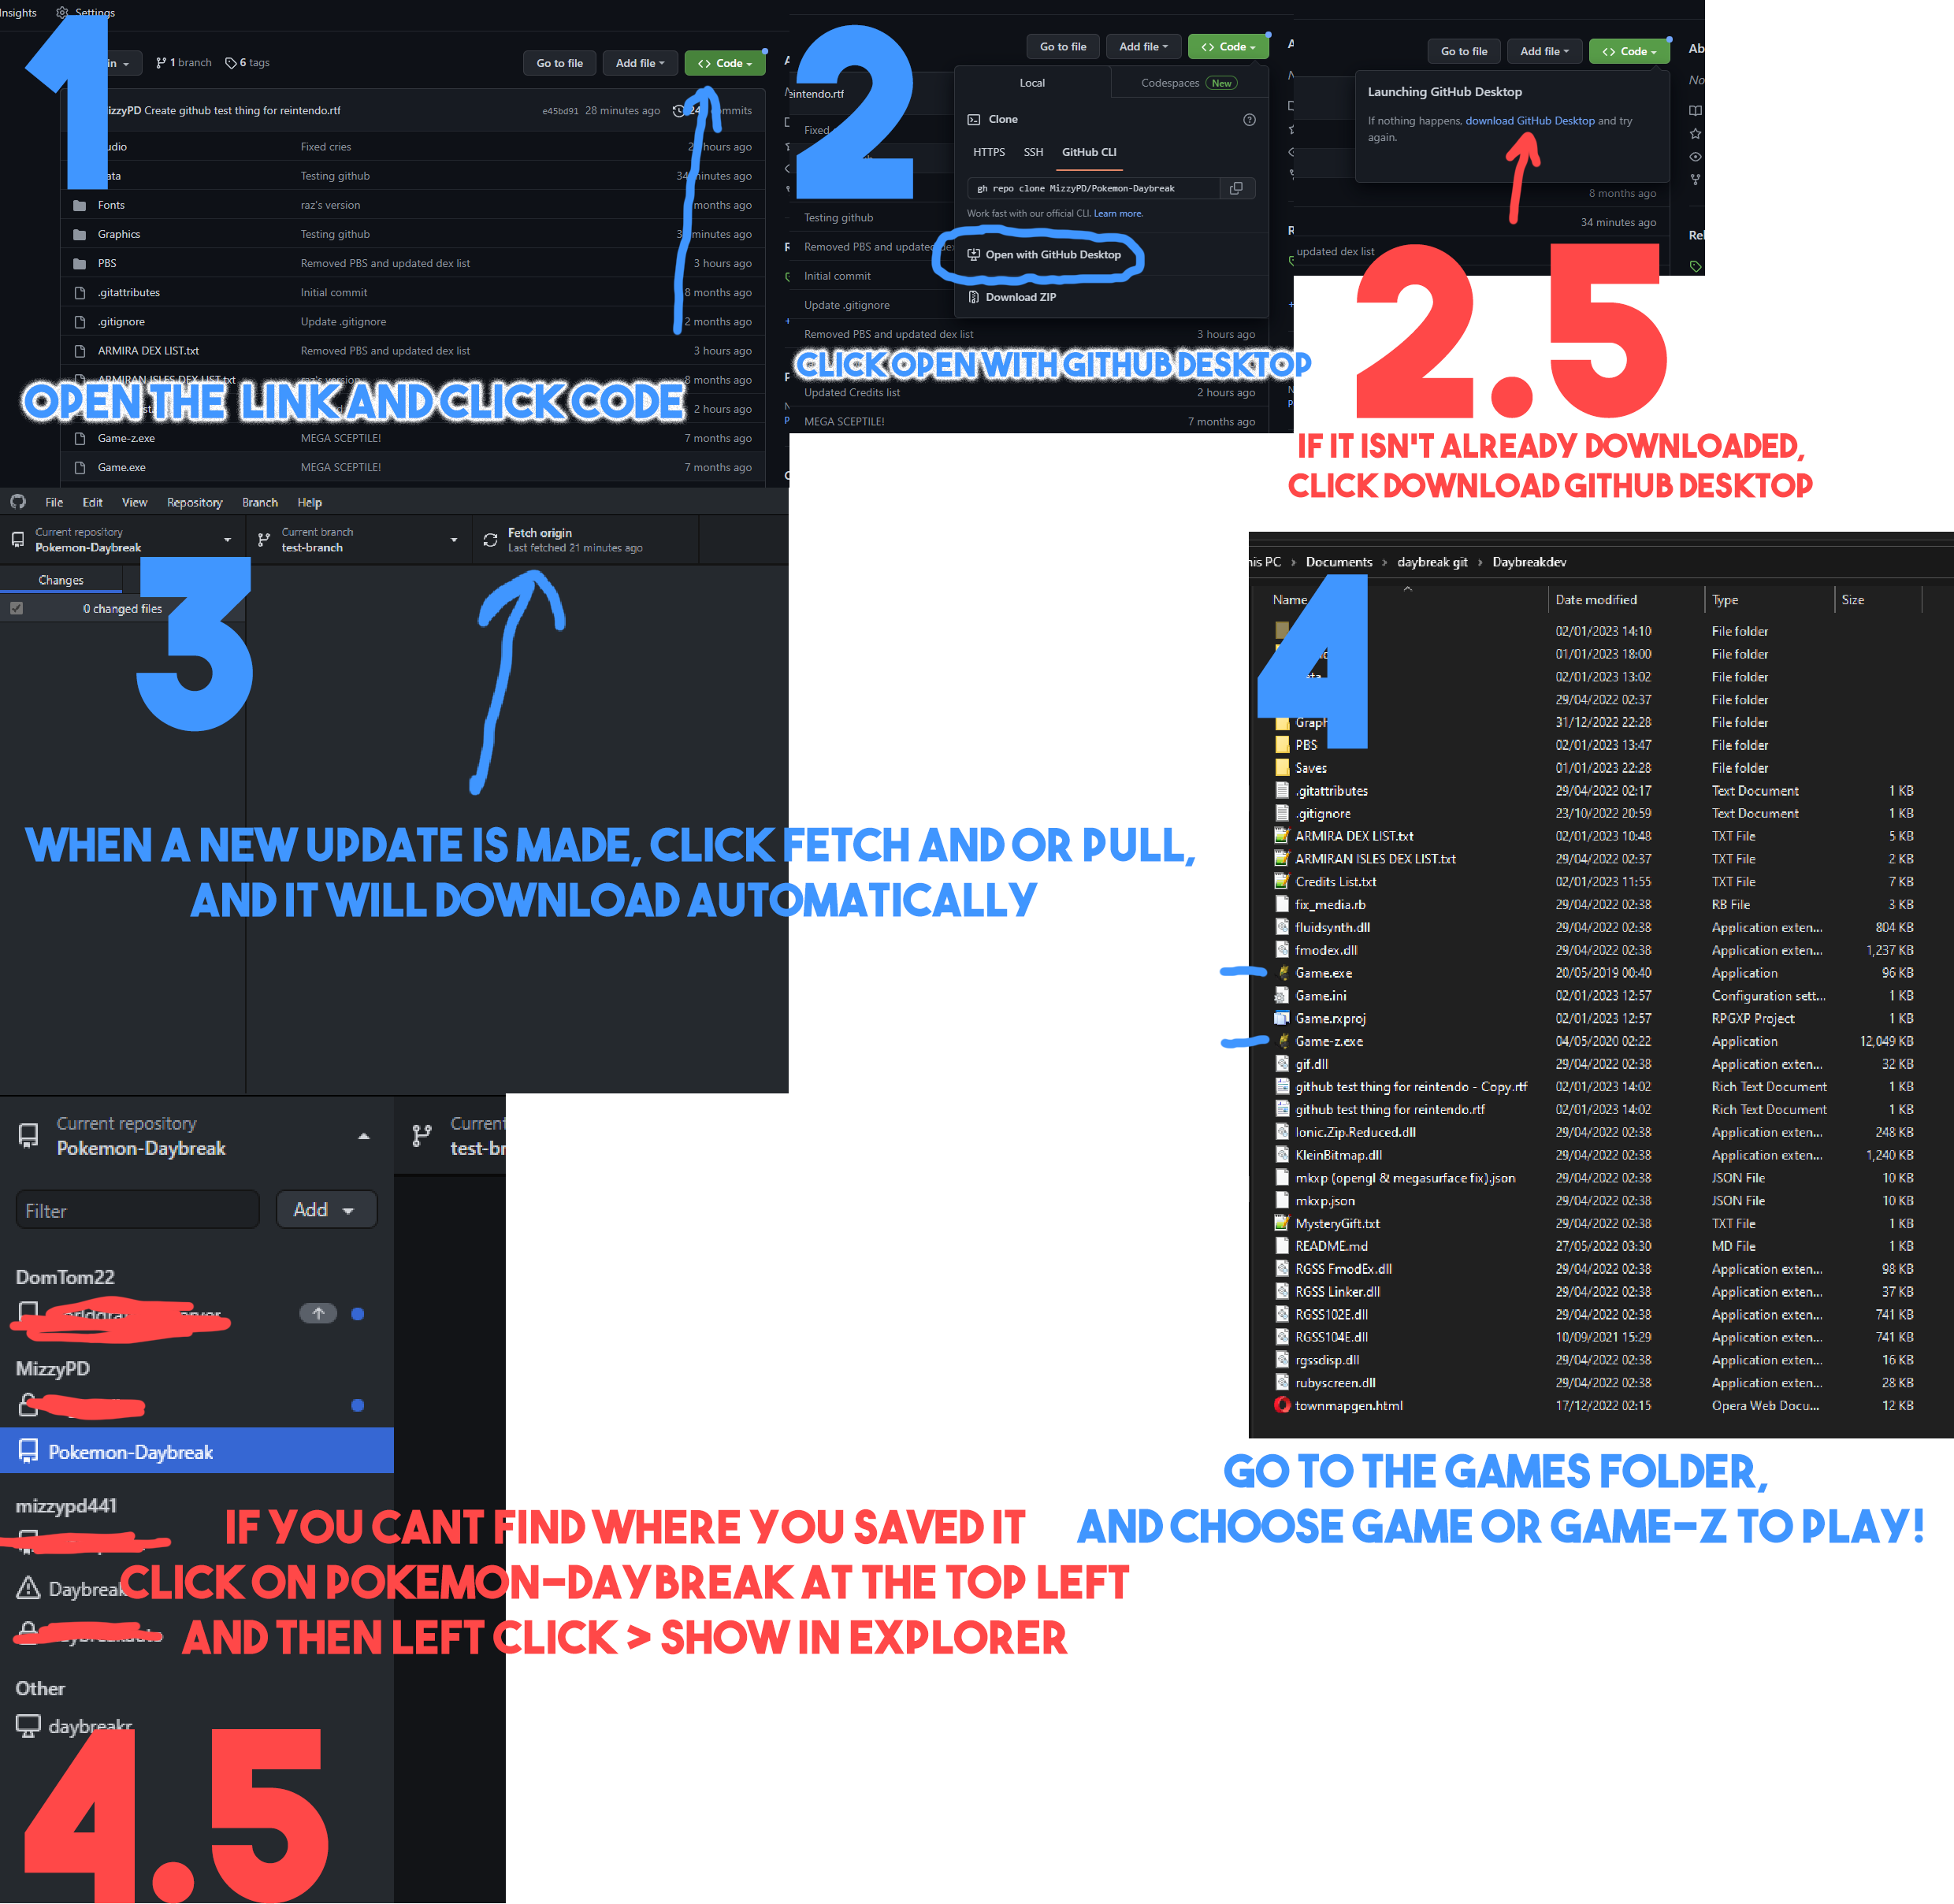 Insights Settings
1
1 branch 6 tags Go to file Add file Code
Create github test thing for reintendo.rtf e45bd91 28 minutes ago
Fixed cries hours ago
Testing github 34 minutes ago
Fonts raz's version months ago
Graphics Testing github minutes ago
PBS Removed PBS and updated dex list 3 hours ago
.gitattributes Initial commit 8 months ago
.gitignore Update .gitignore 2 months ago
ARMIRA DEX LIST.txt Removed PBS and updated dex list 3 hours ago
ARMIRAN ISLES DEX LIST.txt raz's version 8 months ago
2 hours ago
OPEN THE LINK AND CLICK CODE
Game-z.exe MEGA SCEPTILE! 7 months ago
Game.exe MEGA SCEPTILE! 7 months ago
2
Go to file Add file Code
Local Codespaces New
reintendo.rtf
Clone
Fixed
HTTPS SSH GitHub CLI
gh repo clone MizzyPD/Pokemon-Daybreak
Work fast with our official CLI. Learn more.
Testing github
Removed PBS and updated dex
Open with GitHub Desktop
Initial commit
Download ZIP
Update .gitignore
Removed PBS and updated dex list 3 hours ago
CLICK OPEN WITH GITHUB DESKTOP
Updated Credits list 2 hours ago
MEGA SCEPTILE! 7 months ago
Go to file Add file Code
Launching GitHub Desktop
If nothing happens, download GitHub Desktop and try
again.
8 months ago
34 minutes ago
updated dex list
2.5
IF IT ISN'T ALREADY DOWNLOADED,
CLICK DOWNLOAD GITHUB DESKTOP
File Edit View Repository Branch Help
Current repository
Pokemon-Daybreak
Current branch
test-branch
Fetch origin
Last fetched 21 minutes ago
Changes
0 changed files
3
WHEN A NEW UPDATE IS MADE, CLICK FETCH AND OR PULL,
AND IT WILL DOWNLOAD AUTOMATICALLY
PC > Documents > daybreak git > Daybreakdev
4
Name Date modified Type Size
02/01/2023 14:10 File folder
01/01/2023 18:00 File folder
02/01/2023 13:02 File folder
29/04/2022 02:37 File folder
31/12/2022 22:28 File folder
PBS 02/01/2023 13:47 File folder
Saves 01/01/2023 22:28 File folder
.gitattributes 29/04/2022 02:17 Text Document 1 KB
.gitignore 23/10/2022 20:59 Text Document 1 KB
ARMIRA DEX LIST.txt 02/01/2023 10:48 TXT File 5 KB
ARMIRAN ISLES DEX LIST.txt 29/04/2022 02:37 TXT File 2 KB
Credits List.txt 02/01/2023 11:55 TXT File 7 KB
fix_media.rb 29/04/2022 02:38 RB File 3 KB
fluidsynth.dll 29/04/2022 02:38 Application exten... 804 KB
fmodex.dll 29/04/2022 02:38 Application exten... 1,237 KB
Game.exe 20/05/2019 00:40 Application 96 KB
Game.ini 02/01/2023 12:57 Configuration sett... 1 KB
Game.rxproj 02/01/2023 12:57 RPGXP Project 1 KB
Game-z.exe 04/05/2020 02:22 Application 12,049 KB
gif.dll 29/04/2022 02:38 Application exten... 32 KB
github test thing for reintendo - Copy.rtf 02/01/2023 14:02 Rich Text Document 1 KB
github test thing for reintendo.rtf 02/01/2023 14:02 Rich Text Document 1 KB
Ionic.Zip.Reduced.dll 29/04/2022 02:38 Application exten... 248 KB
KleinBitmap.dll 29/04/2022 02:38 Application exten... 1,240 KB
mkxp (opengl & megasurface fix).json 29/04/2022 02:38 JSON File 10 KB
mkxp.json 29/04/2022 02:38 JSON File 10 KB
MysteryGift.txt 29/04/2022 02:38 TXT File 1 KB
README.md 27/05/2022 03:30 MD File 1 KB
RGSS FmodEx.dll 29/04/2022 02:38 Application exten... 98 KB
RGSS Linker.dll 29/04/2022 02:38 Application exten... 37 KB
RGSS102E.dll 29/04/2022 02:38 Application exten... 741 KB
RGSS104E.dll 10/09/2021 15:29 Application exten... 741 KB
rgssdisp.dll 29/04/2022 02:38 Application exten... 16 KB
rubyscreen.dll 29/04/2022 02:38 Application exten... 28 KB
townmapgen.html 17/12/2022 02:15 Opera Web Docu... 12 KB
GO TO THE GAMES FOLDER,
AND CHOOSE GAME OR GAME-Z TO PLAY!
Current repository
Pokemon-Daybreak
Filter Add
DomTom22
MizzyPD
Pokemon-Daybreak
mizzypd441
Daybreak
Other
daybreakr
IF YOU CANT FIND WHERE YOU SAVED IT
CLICK ON POKEMON-DAYBREAK AT THE TOP LEFT
AND THEN LEFT CLICK > SHOW IN EXPLORER
4.5